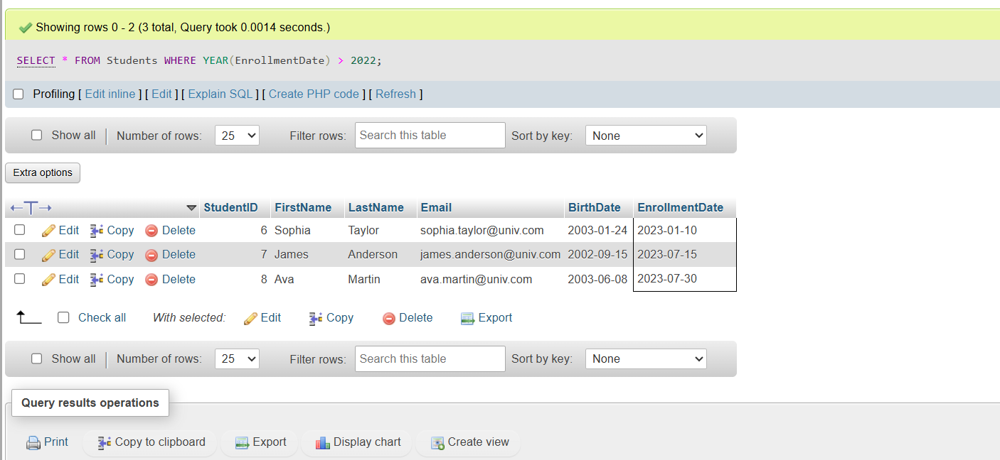 Showing rows 0 - 2 (3 total, Query took 0.0014 seconds.)
SELECT * FROM Students WHERE YEAR(EnrollmentDate) > 2022;
Profiling [ Edit inline ] [ Edit ] [ Explain SQL ] [ Create PHP code ] [ Refresh ]
Show all Number of rows: 25 Filter rows: Search this table Sort by key: None
Extra options
StudentID FirstName LastName Email BirthDate EnrollmentDate
Edit Copy Delete 6 Sophia Taylor sophia.taylor@univ.com 2003-01-24 2023-01-10
Edit Copy Delete 7 James Anderson james.anderson@univ.com 2002-09-15 2023-07-15
Edit Copy Delete 8 Ava Martin ava.martin@univ.com 2003-06-08 2023-07-30
Check all With selected: Edit Copy Delete Export
Show all Number of rows: 25 Filter rows: Search this table Sort by key: None
Query results operations
Print Copy to clipboard Export Display chart Create view